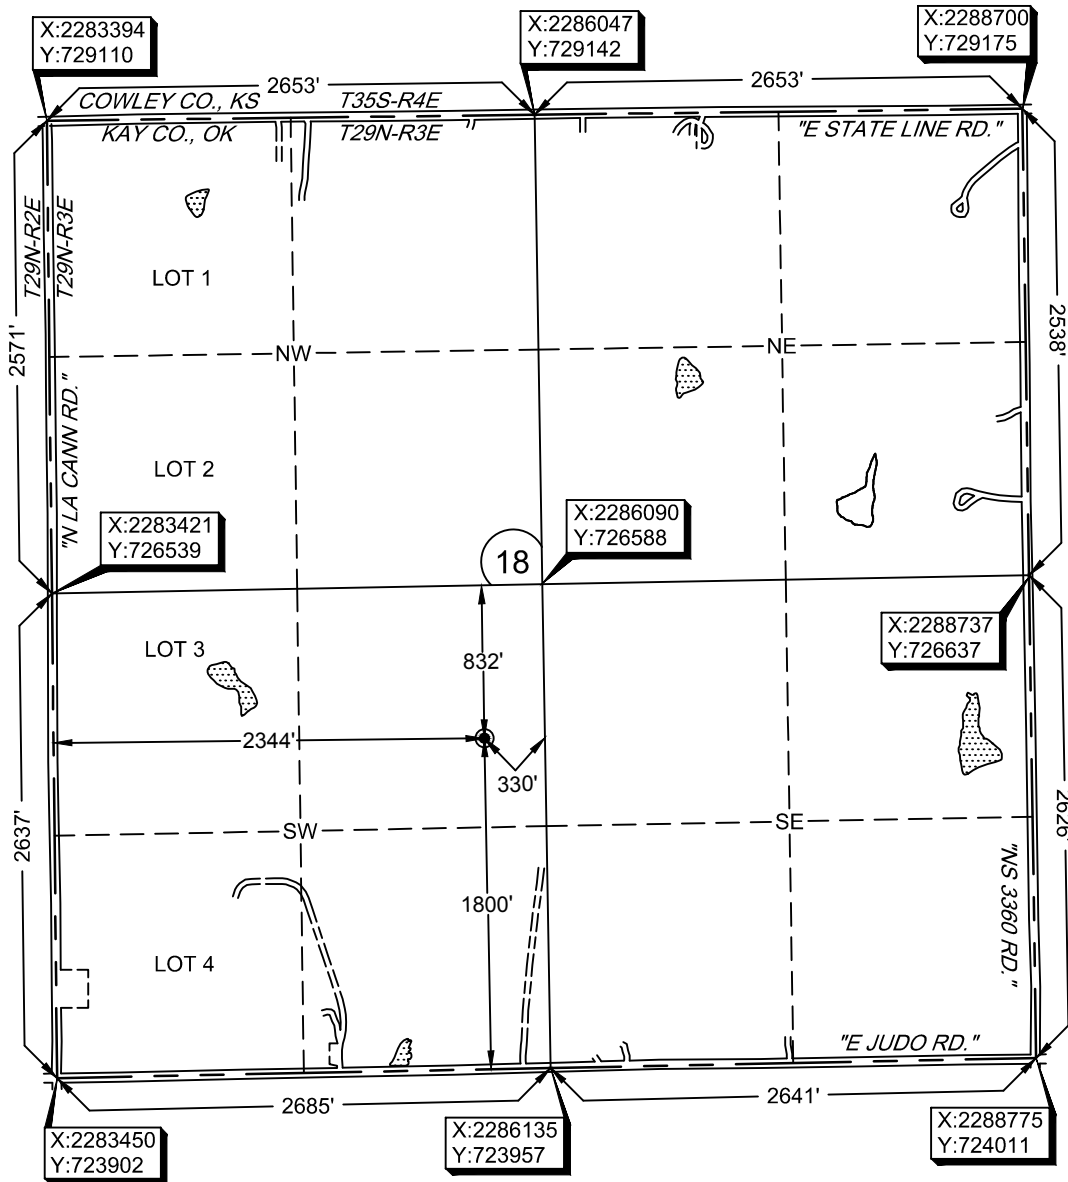 X:2283394
Y:729110
X:2286047
Y:729142
X:2288700
Y:729175
2653'
2653'
COWLEY CO., KS
T35S-R4E
KAY CO., OK
T29N-R3E
"E STATE LINE RD."
T29N-R2E
T29N-R3E
LOT 1
2571'
2538'
NW
NE
"N LA CANN RD."
LOT 2
X:2283421
Y:726539
X:2286090
Y:726588
18
X:2288737
Y:726637
LOT 3
832'
2344'
330'
2637'
2626'
SW
SE
"NS 3360 RD."
1800'
LOT 4
"E JUDO RD."
2685'
2641'
X:2283450
Y:723902
X:2286135
Y:723957
X:2288775
Y:724011